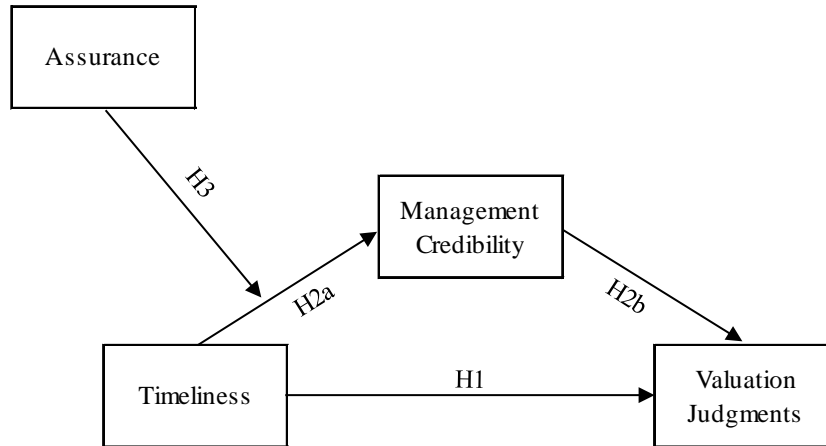 Assurance
H3
Management
Credibility
H2a
H2b
Timeliness
H1
Valuation
Judgments